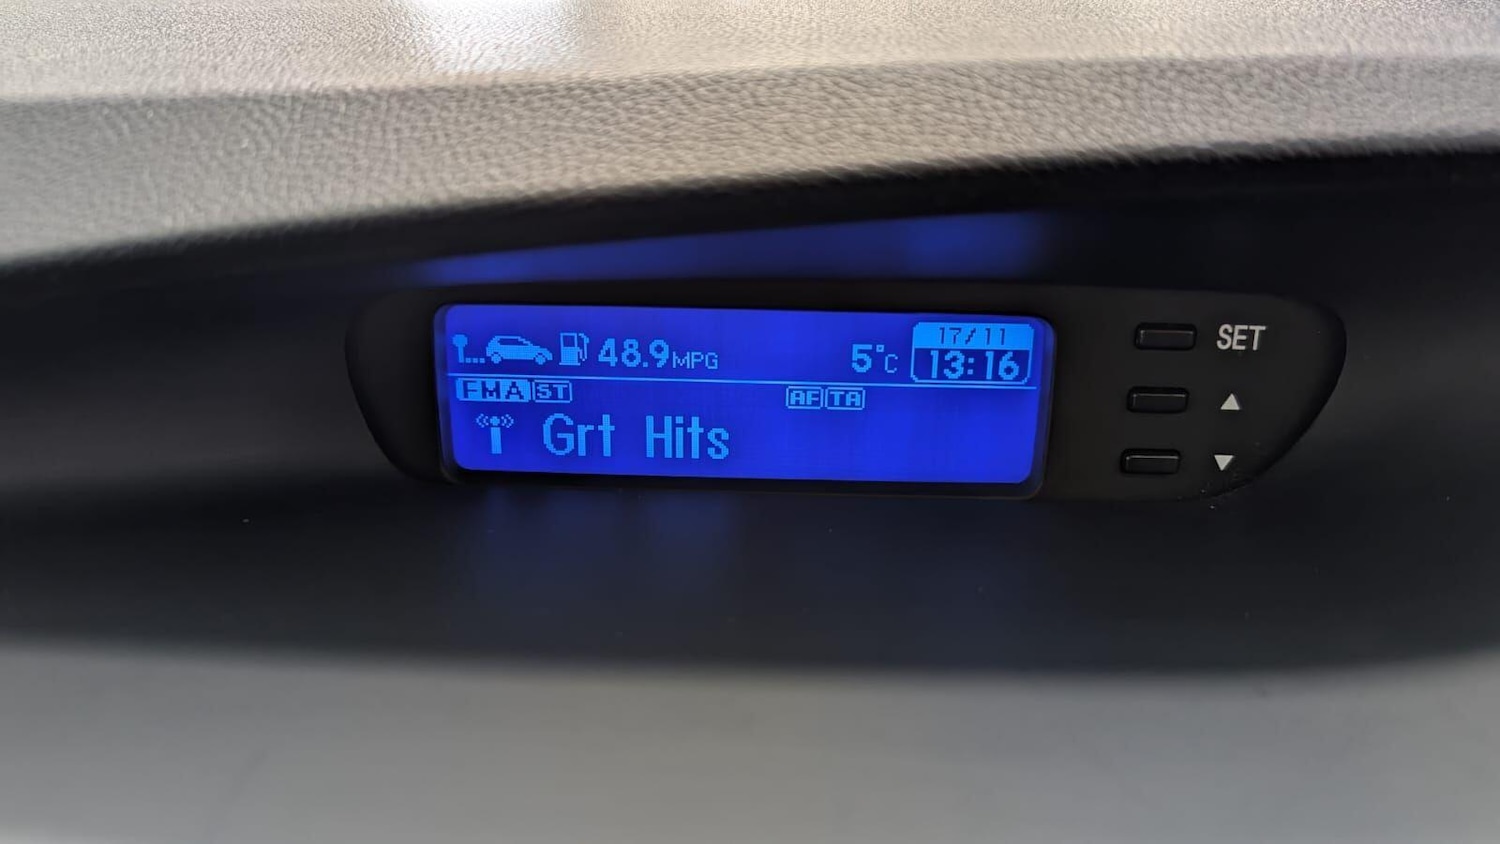 48.9MPG 5°C 17/11
13:16
FMA ST AF TA
Grt Hits
SET